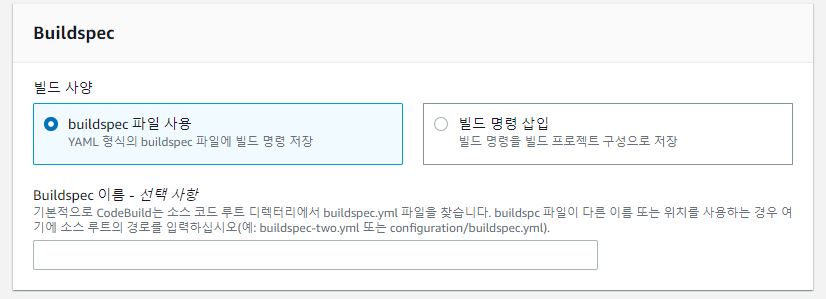 Buildspec
빌드 사양
buildspec 파일 사용
YAML 형식의 buildspec 파일에 빌드 명령 저장
빌드 명령 삽입
빌드 명령을 빌드 프로젝트 구성으로 저장
Buildspec 이름 - 선택 사항
기본적으로 CodeBuild는 소스 코드 루트 디렉터리에서 buildspec.yml 파일을 찾습니다. buildspc 파일이 다른 이름 또는 위치를 사용하는 경우 여
기에 소스 루트의 경로를 입력하십시오(예: buildspec-two.yml 또는 configuration/buildspec.yml).